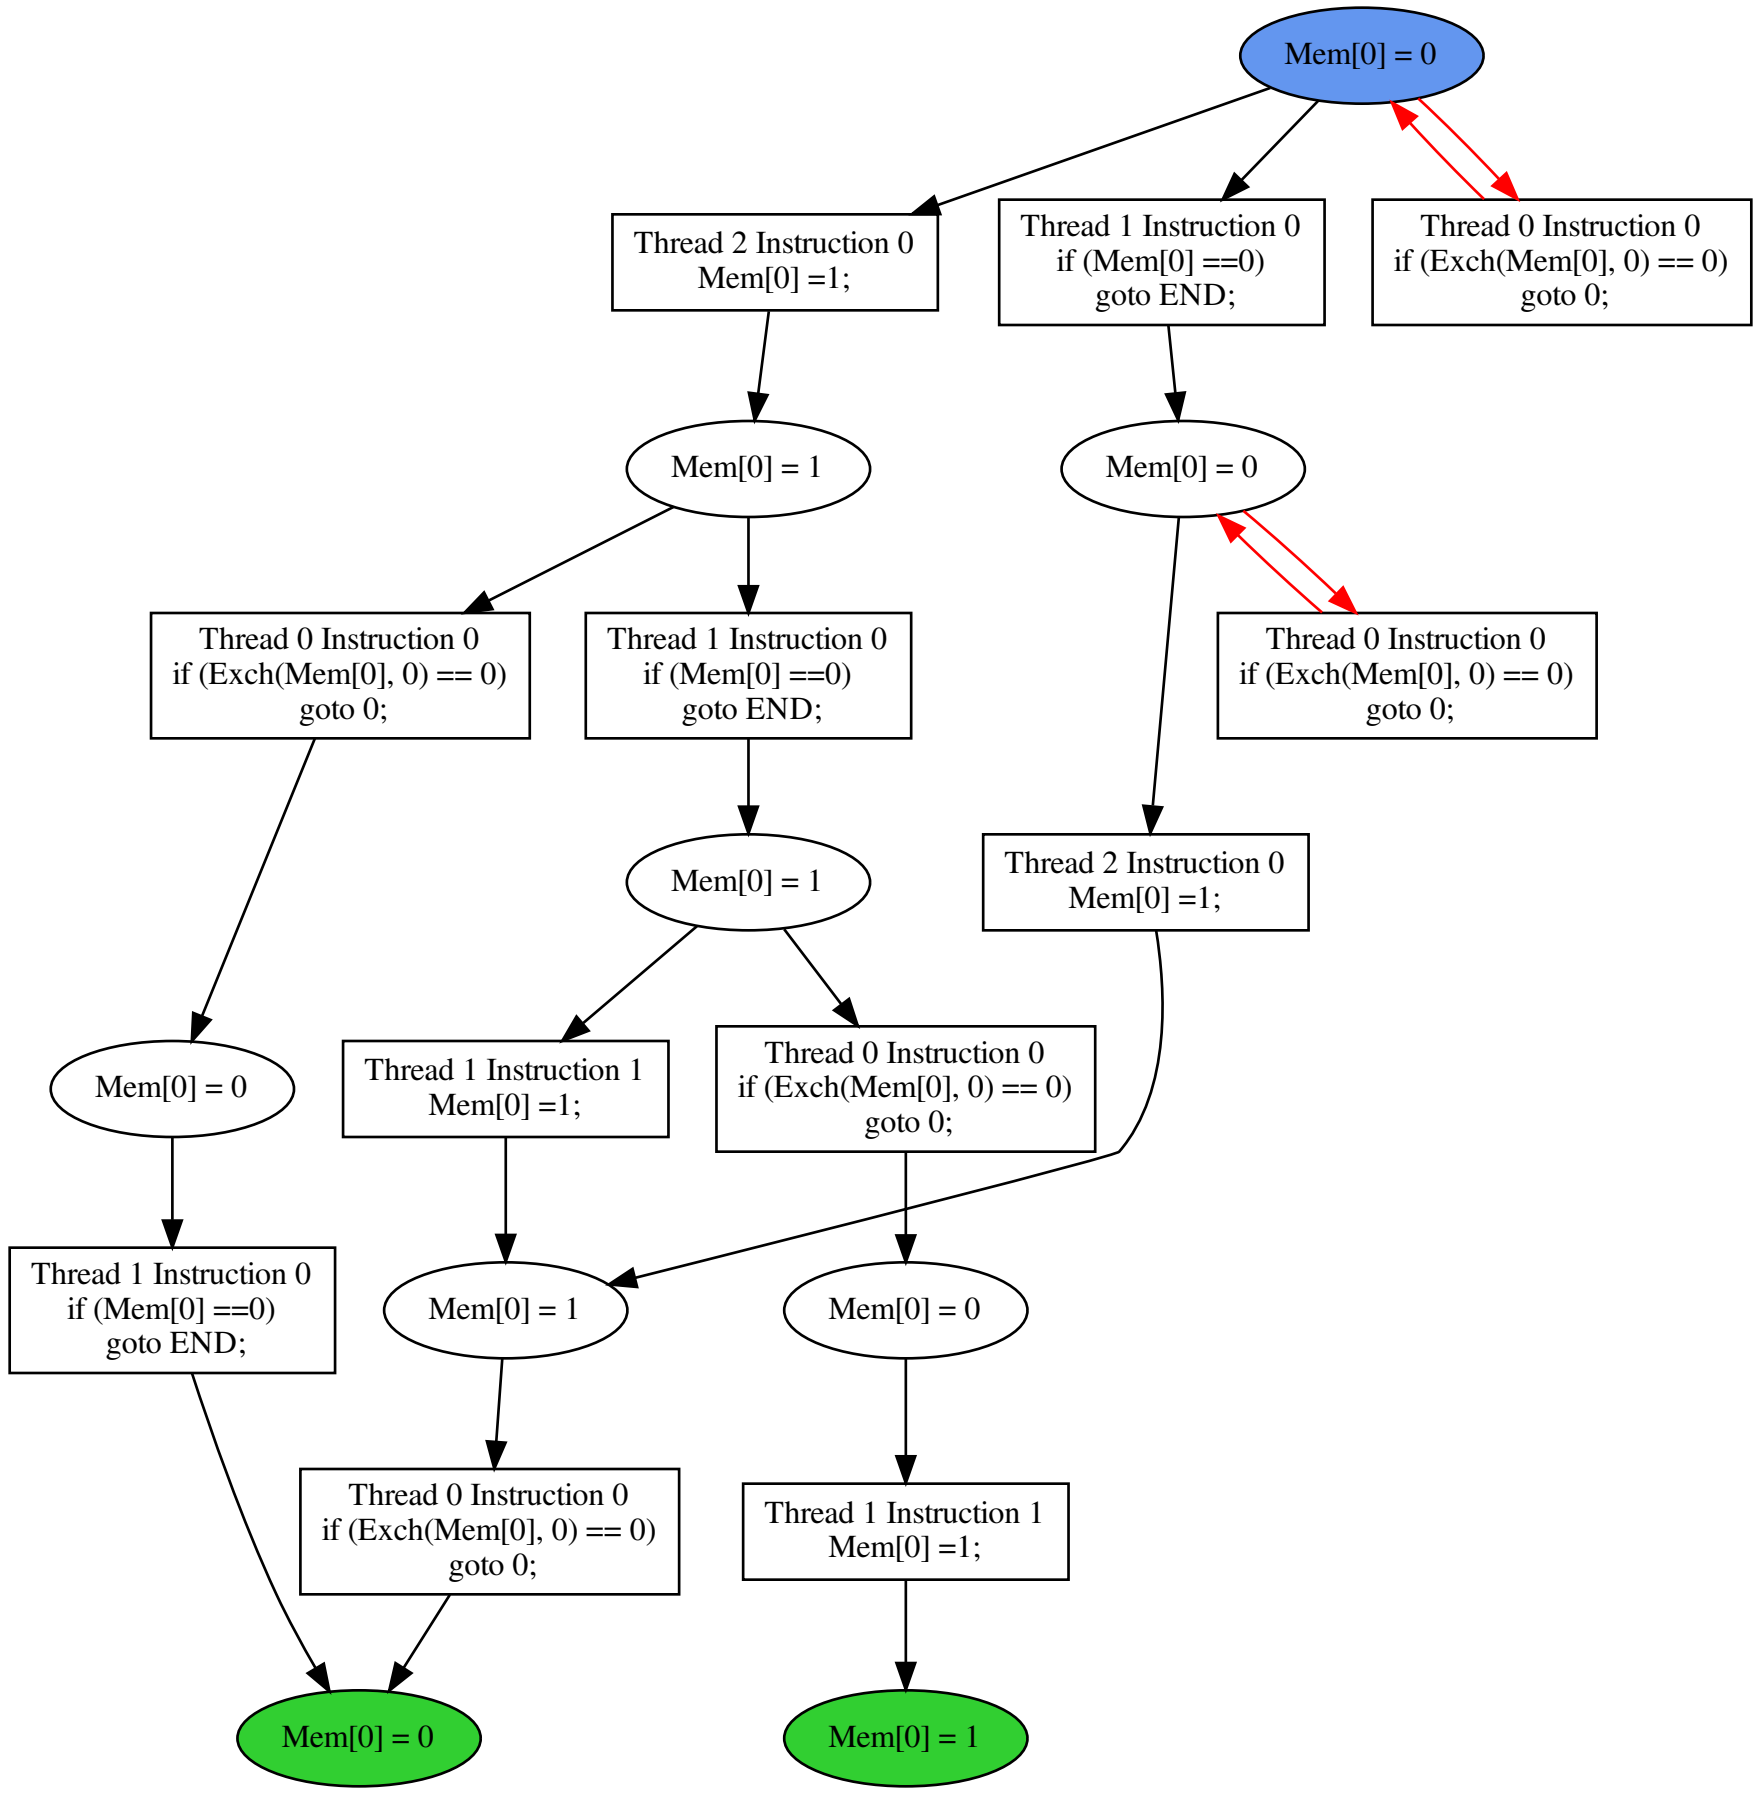 Mem[0] = 0
Thread 2 Instruction 0
Mem[0] =1;
Thread 1 Instruction 0
if (Mem[0] ==0)
goto END;
Thread 0 Instruction 0
if (Exch(Mem[0], 0) == 0)
goto 0;
Mem[0] = 1
Mem[0] = 0
Thread 0 Instruction 0
if (Exch(Mem[0], 0) == 0)
goto 0;
Thread 1 Instruction 0
if (Mem[0] ==0)
goto END;
Thread 0 Instruction 0
if (Exch(Mem[0], 0) == 0)
goto 0;
Mem[0] = 1
Thread 2 Instruction 0
Mem[0] =1;
Mem[0] = 0
Thread 1 Instruction 1
Mem[0] =1;
Thread 0 Instruction 0
if (Exch(Mem[0], 0) == 0)
goto 0;
Thread 1 Instruction 0
if (Mem[0] ==0)
goto END;
Mem[0] = 1
Mem[0] = 0
Thread 0 Instruction 0
if (Exch(Mem[0], 0) == 0)
goto 0;
Thread 1 Instruction 1
Mem[0] =1;
Mem[0] = 0
Mem[0] = 1